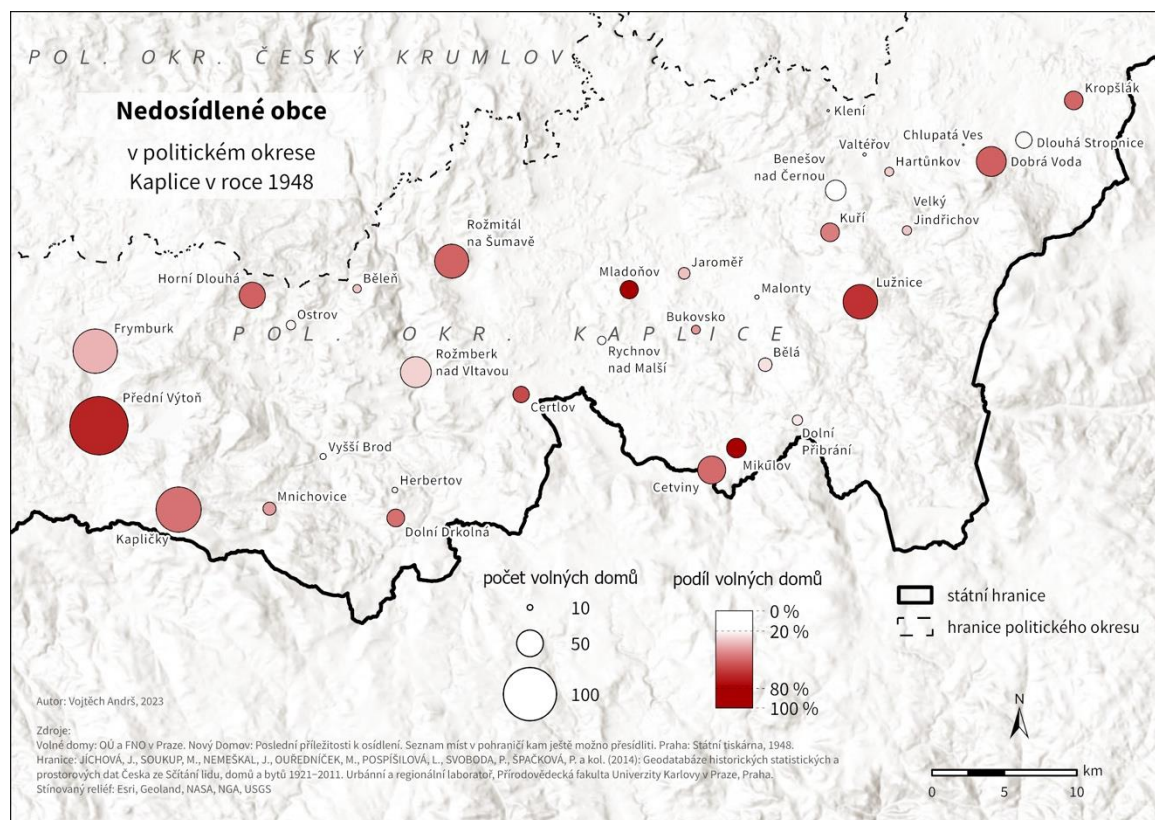 POL. OKR. ČESKÝ KRUMLOV
Nedosídlené obce
v politickém okrese
Kaplice v roce 1948
Kropšlák
Klení
Chlupatá Ves
Dlouhá Stropnice
Valtéřov
Hartůnkov
Dobrá Voda
Benešov
nad Černou
Velký
Jindřichov
Kuří
Rožmitál
na Šumavě
Jaroměř
Mladoňov
Horní Dlouhá
Běleň
Malonty
Lužnice
Ostrov
Bukovsko
Frymburk
POL. OKR. KAPLICE
Rychnov
nad Malší
Rožmberk
nad Vltavou
Bělá
Přední Výtoň
Certlov
Dolní
Přibrání
Vyšší Brod
Mikůlov
Cetviny
Herbertov
Mnichovice
Dolní Drkolná
Kapličky
počet volných domů
10
50
100
podíl volných domů
0 %
20 %
80 %
100 %
státní hranice
hranice politického okresu
Autor: Vojtěch Andrš, 2023
Zdroje:
Volné domy: OÚ a FNO v Praze. Nový Domov: Poslední příležitosti k osídlení. Seznam míst v pohraničí kam ještě možno přesídliti. Praha: Státní tiskárna, 1948.
Hranice: JÍCHOVÁ, J., SOUKUP, M., NEMEŠKAL, J., OUŘEDNÍČEK, M., POSPÍŠILOVÁ, L., SVOBODA, P., ŠPAČKOVÁ, P. a kol. (2014): Geodatabáze historických statistických a
prostorových dat Česka ze Sčítání lidu, domů a bytů 1921–2011. Urbánní a regionální laboratoř, Přírodovědecká fakulta Univerzity Karlovy v Praze, Praha.
Stínovaný reliéf: Esri, Geoland, NASA, NGA, USGS
N
km
0
5
10